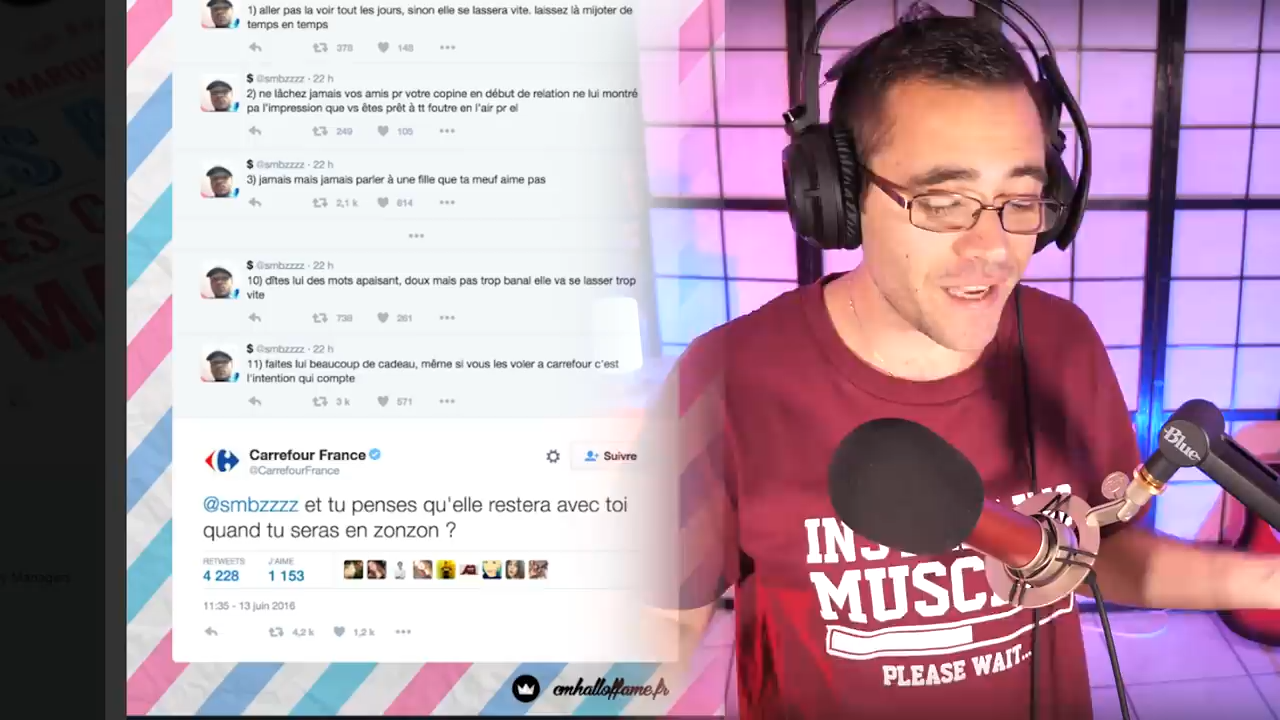 1) aller pas la voir tout les jours, sinon elle se lassera vite. laissez là mijoter de
temps en temps
378 148
$ @smbzzzz · 22 h
2) ne lâchez jamais vos amis pr votre copine en début de relation ne lui montré
pa l'impression que vs êtes prêt à tt foutre en l'air pr el
249 105
$ @smbzzzz · 22 h
3) jamais mais jamais parler à une fille que ta meuf aime pas
2,1 k 614
$ @smbzzzz · 22 h
10) dîtes lui des mots apaisant, doux mais pas trop banal elle va se lasser trop
vite
738 261
$ @smbzzzz · 22 h
11) faites lui beaucoup de cadeau, même si vous les voler a carrefour c'est
l'intention qui compte
3 k 571
Carrefour France
@CarrefourFrance
Suivre
@smbzzzz et tu penses qu'elle restera avec toi
quand tu seras en zonzon ?
RETWEETS J'AIME
4 228 1 153
11:35 - 13 juin 2016
4,2 k 1,2 k
cmhalloffame.fr
Blue
MUSC
PLEASE WAIT...